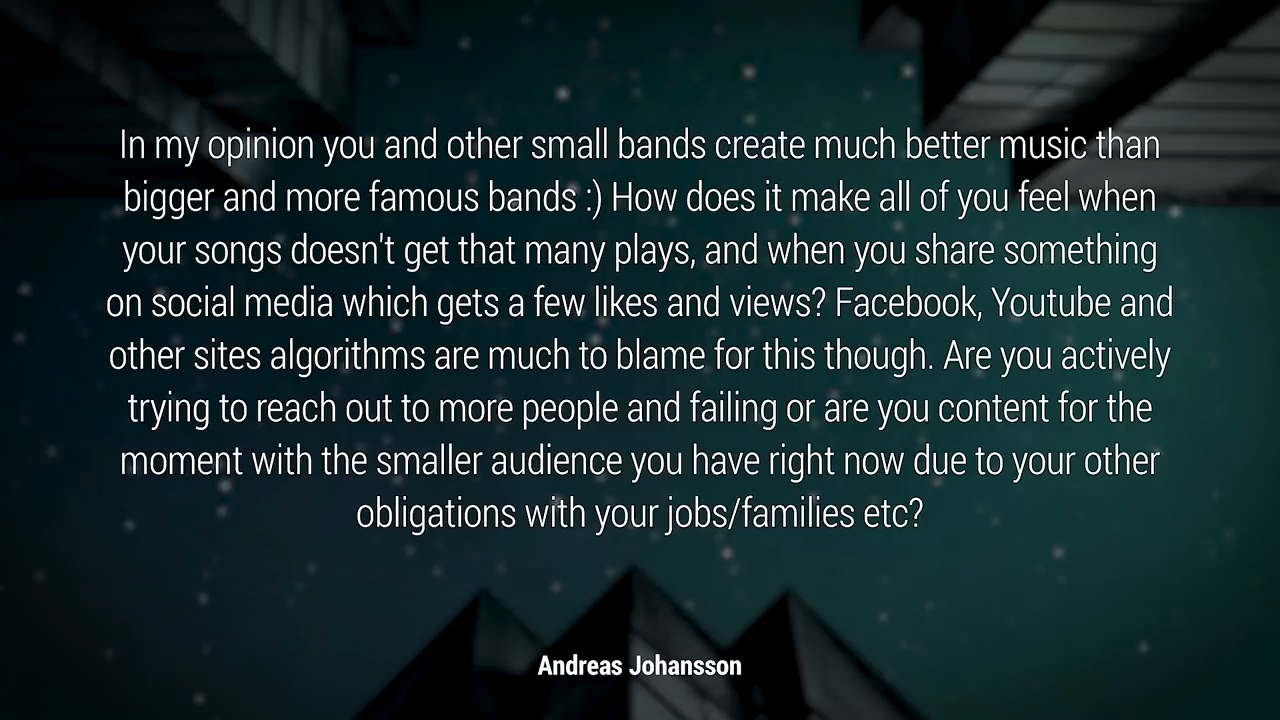 In my opinion you and other small bands create much better music than
bigger and more famous bands :) How does it make all of you feel when
your songs doesn't get that many plays, and when you share something
on social media which gets a few likes and views? Facebook, Youtube and
other sites algorithms are much to blame for this though. Are you actively
trying to reach out to more people and failing or are you content for the
moment with the smaller audience you have right now due to your other
obligations with your jobs/families etc?
Andreas Johansson